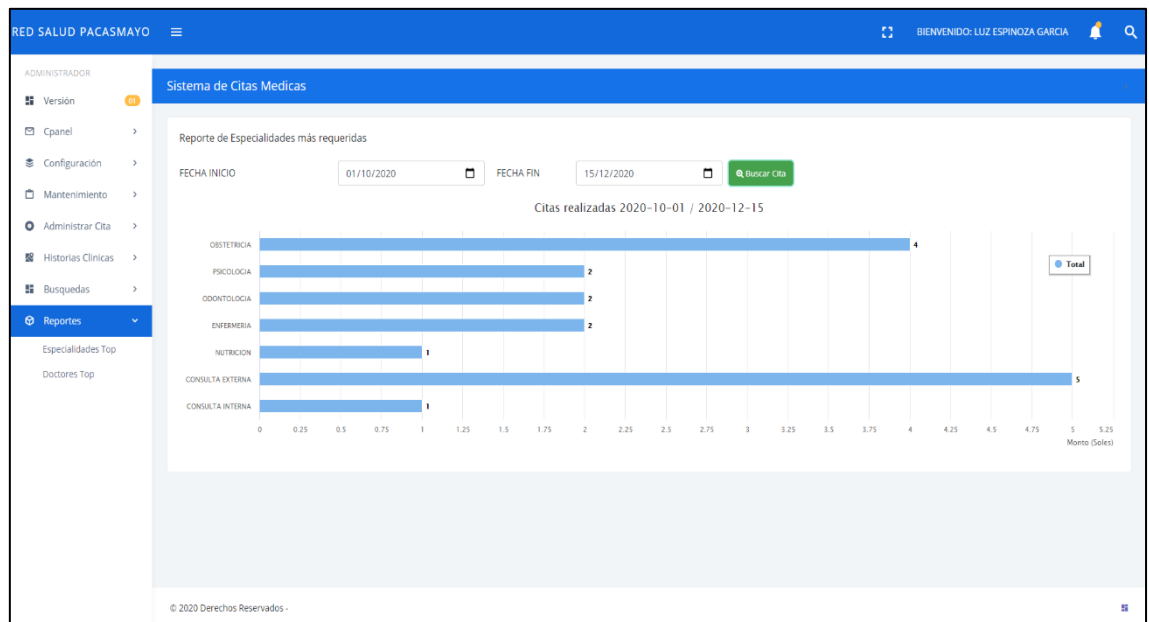 RED SALUD PACASMAYO
BIENVENIDO: LUZ ESPINOZA GARCIA
ADMINISTRADOR
Versión 01
Cpanel
Configuración
Mantenimiento
Administrar Cita
Historias Clinicas
Busquedas
Reportes
Especialidades Top
Doctores Top
Sistema de Citas Medicas
Reporte de Especialidades más requeridas
FECHA INICIO 01/10/2020 FECHA FIN 15/12/2020 Buscar Cita
Citas realizadas 2020-10-01 / 2020-12-15
OBSTETRICIA 4
Total
PSICOLOGIA 2
ODONTOLOGIA 2
ENFERMERIA 2
NUTRICION 1
CONSULTA EXTERNA 5
CONSULTA INTERNA 1
0 0.25 0.5 0.75 1 1.25 1.5 1.75 2 2.25 2.5 2.75 3 3.25 3.5 3.75 4 4.25 4.5 4.75 5 5.25
Monto (Soles)
© 2020 Derechos Reservados -